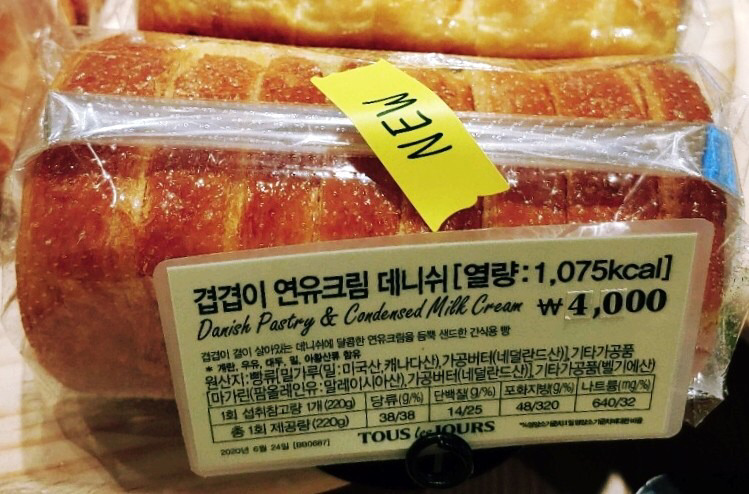 NEW
겹겹이 연유크림 데니쉬[열량:1,075kcal]
Danish Pastry & Condensed Milk Cream ₩4,000
겹겹이 결이 살아있는 데니쉬에 달콤한 연유크림을 듬뿍 샌드한 간식용 빵
* 계란, 우유, 대두, 밀, 아황산류 함유
원산지:빵류[밀가루(밀:미국산,캐나다산),가공버터(네덜란드산)],기타가공품
[마가린(팜올레인유:말레이시아산),가공버터(네덜란드산)],기타가공품(벨기에산)
1회 섭취참고량 1개(220g) 당류(g/%) 단백질(g/%) 포화지방(g/%) 나트륨(mg/%)
총 1회 제공량(220g) 38/38 14/25 48/320 640/32
TOUS les JOURS
2020년 6월 24일 [BB0687]